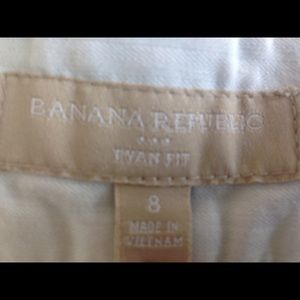 BANANA REPUBLIC
RYAN FIT
8
MADE IN
VIETNAM